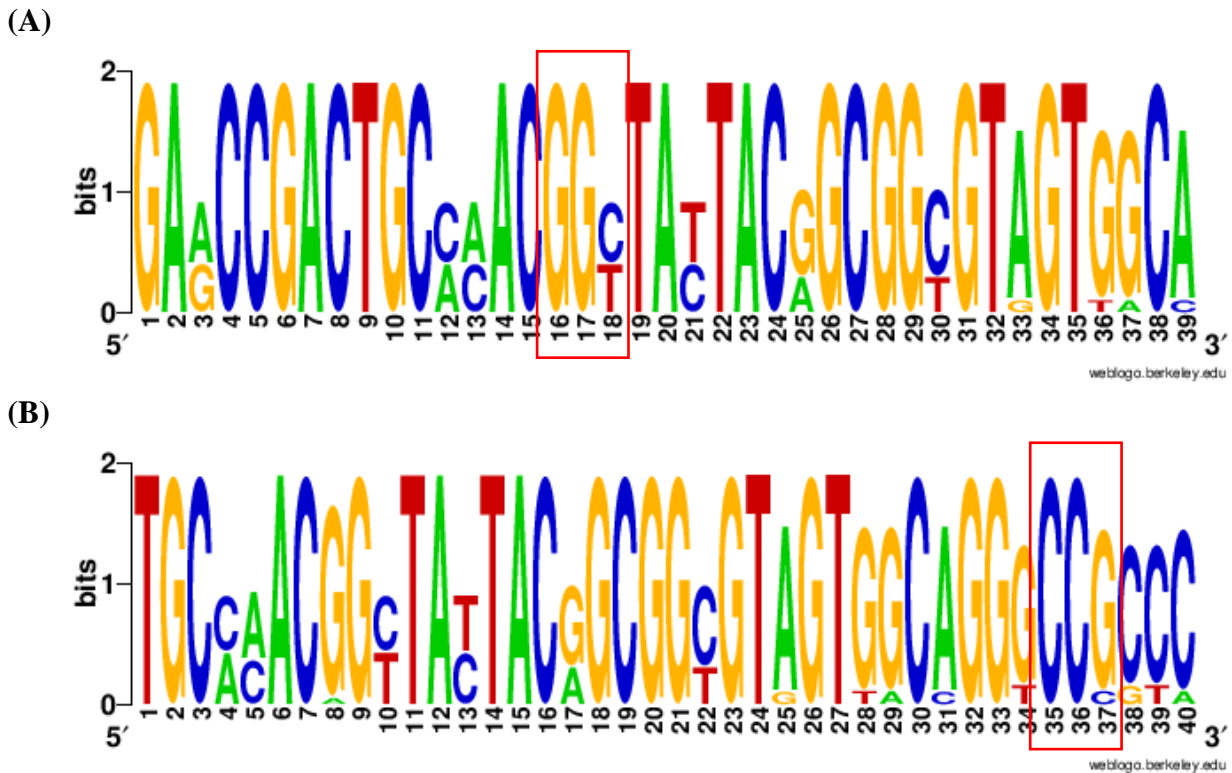 (A)
2
bits
1
0
GAACCGACTGCCAACGGCTATTACGGCGGCGTAGTGGCA
G A C T C A T G T A C
1 2 3 4 5 6 7 8 9 10 11 12 13 14 15 16 17 18 19 20 21 22 23 24 25 26 27 28 29 30 31 32 33 34 35 36 37 38 39
5′ 3′
weblogo.berkeley.edu
(B)
2
bits
1
0
TGCCAACGGCTATTACGGCGGCGTAGTGGCAGGGCCGCCC
A C A T C A T G T A C T C G T A
1 2 3 4 5 6 7 8 9 10 11 12 13 14 15 16 17 18 19 20 21 22 23 24 25 26 27 28 29 30 31 32 33 34 35 36 37 38 39 40
5′ 3′
weblogo.berkeley.edu